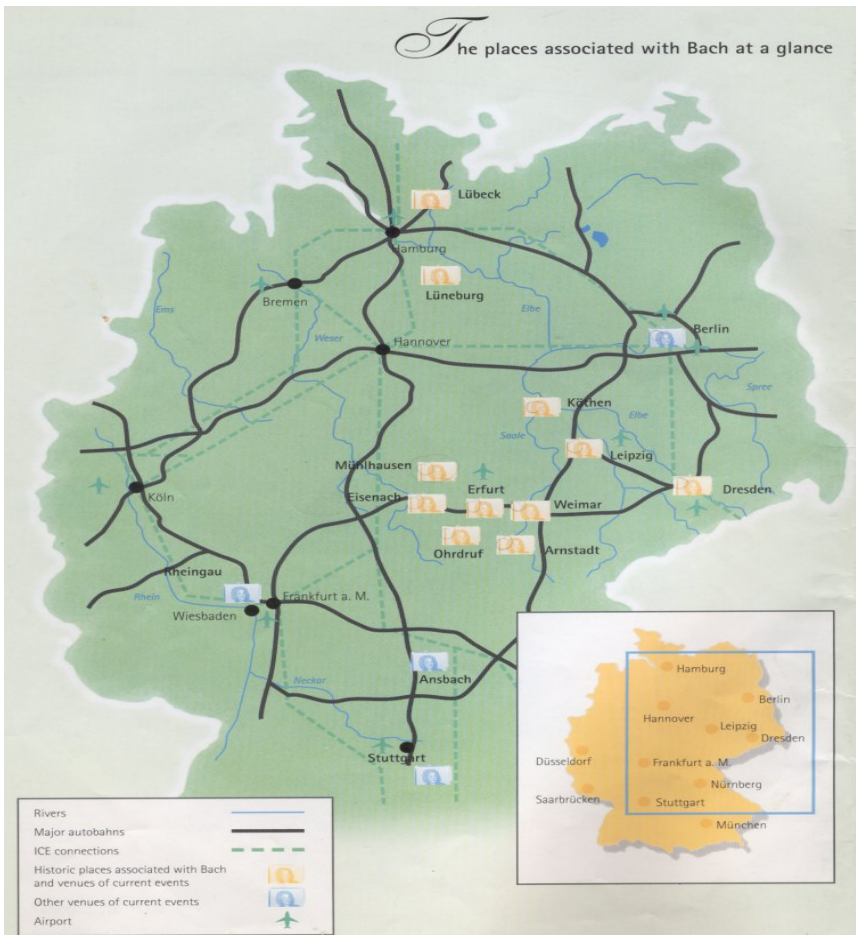 The places associated with Bach at a glance
Lübeck
Hamburg
Lüneburg
Bremen
Ems
Weser
Elbe
Berlin
Hannover
Spree
Köthen
Elbe
Saale
Leipzig
Mühlhausen
Erfurt
Eisenach
Weimar
Dresden
Köln
Ohrdruf
Arnstadt
Rheingau
Rhein
Frankfurt a. M.
Wiesbaden
Neckar
Ansbach
Stuttgart
Hamburg
Berlin
Hannover
Leipzig
Dresden
Düsseldorf
Frankfurt a. M.
Nürnberg
Saarbrücken
Stuttgart
München
Rivers
Major autobahns
ICE connections
Historic places associated with Bach
and venues of current events
Other venues of current events
Airport